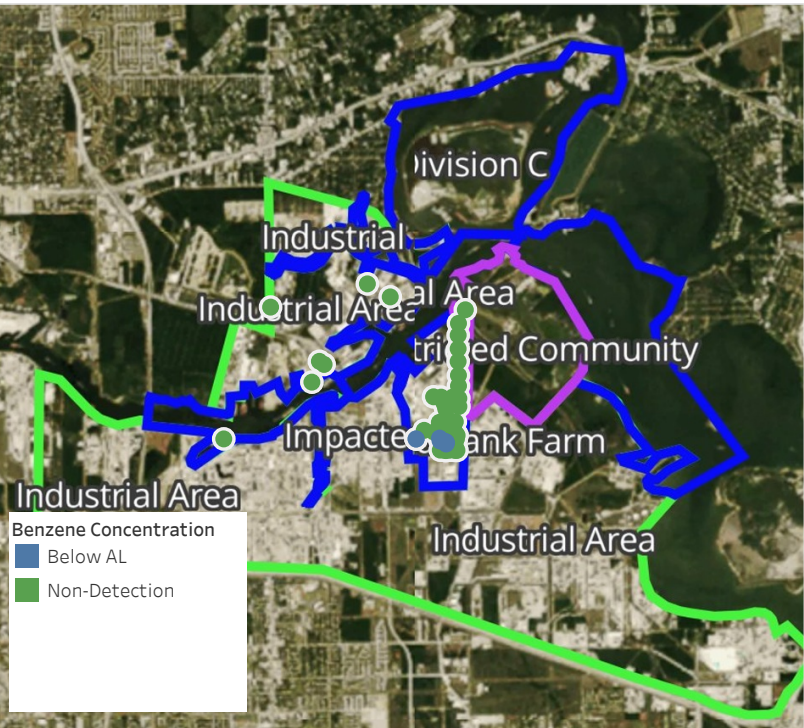 Division C
Industrial
al Area
Industrial Area
tricted Community
Impacte
ank Farm
Industrial Area
Industrial Area
Benzene Concentration
Below AL
Non-Detection